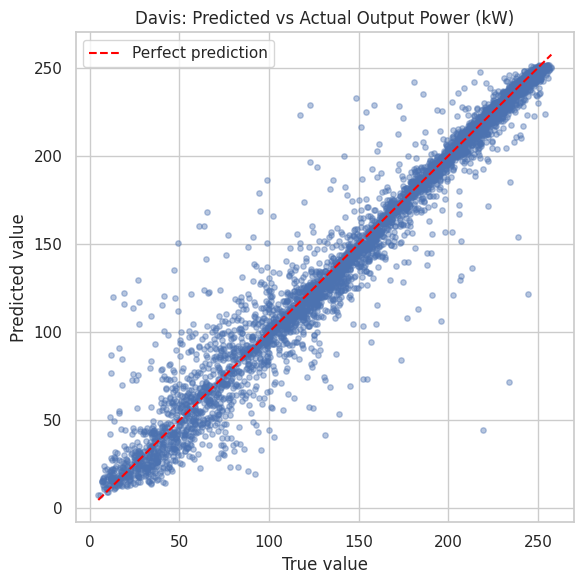 Davis: Predicted vs Actual Output Power (kW)
Perfect prediction
Predicted value
250
200
150
100
50
0
0 50 100 150 200 250
True value